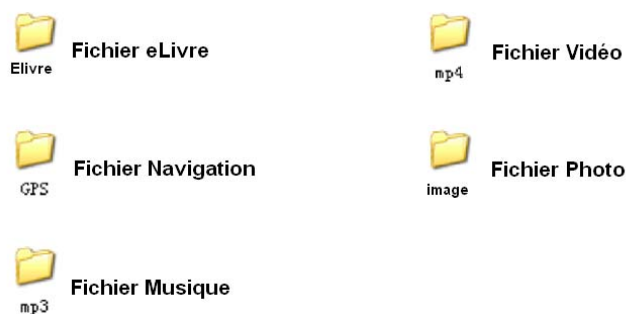 Fichier eLivre
Elivre
Fichier Vidéo
mp4
Fichier Navigation
GPS
Fichier Photo
image
Fichier Musique
mp3